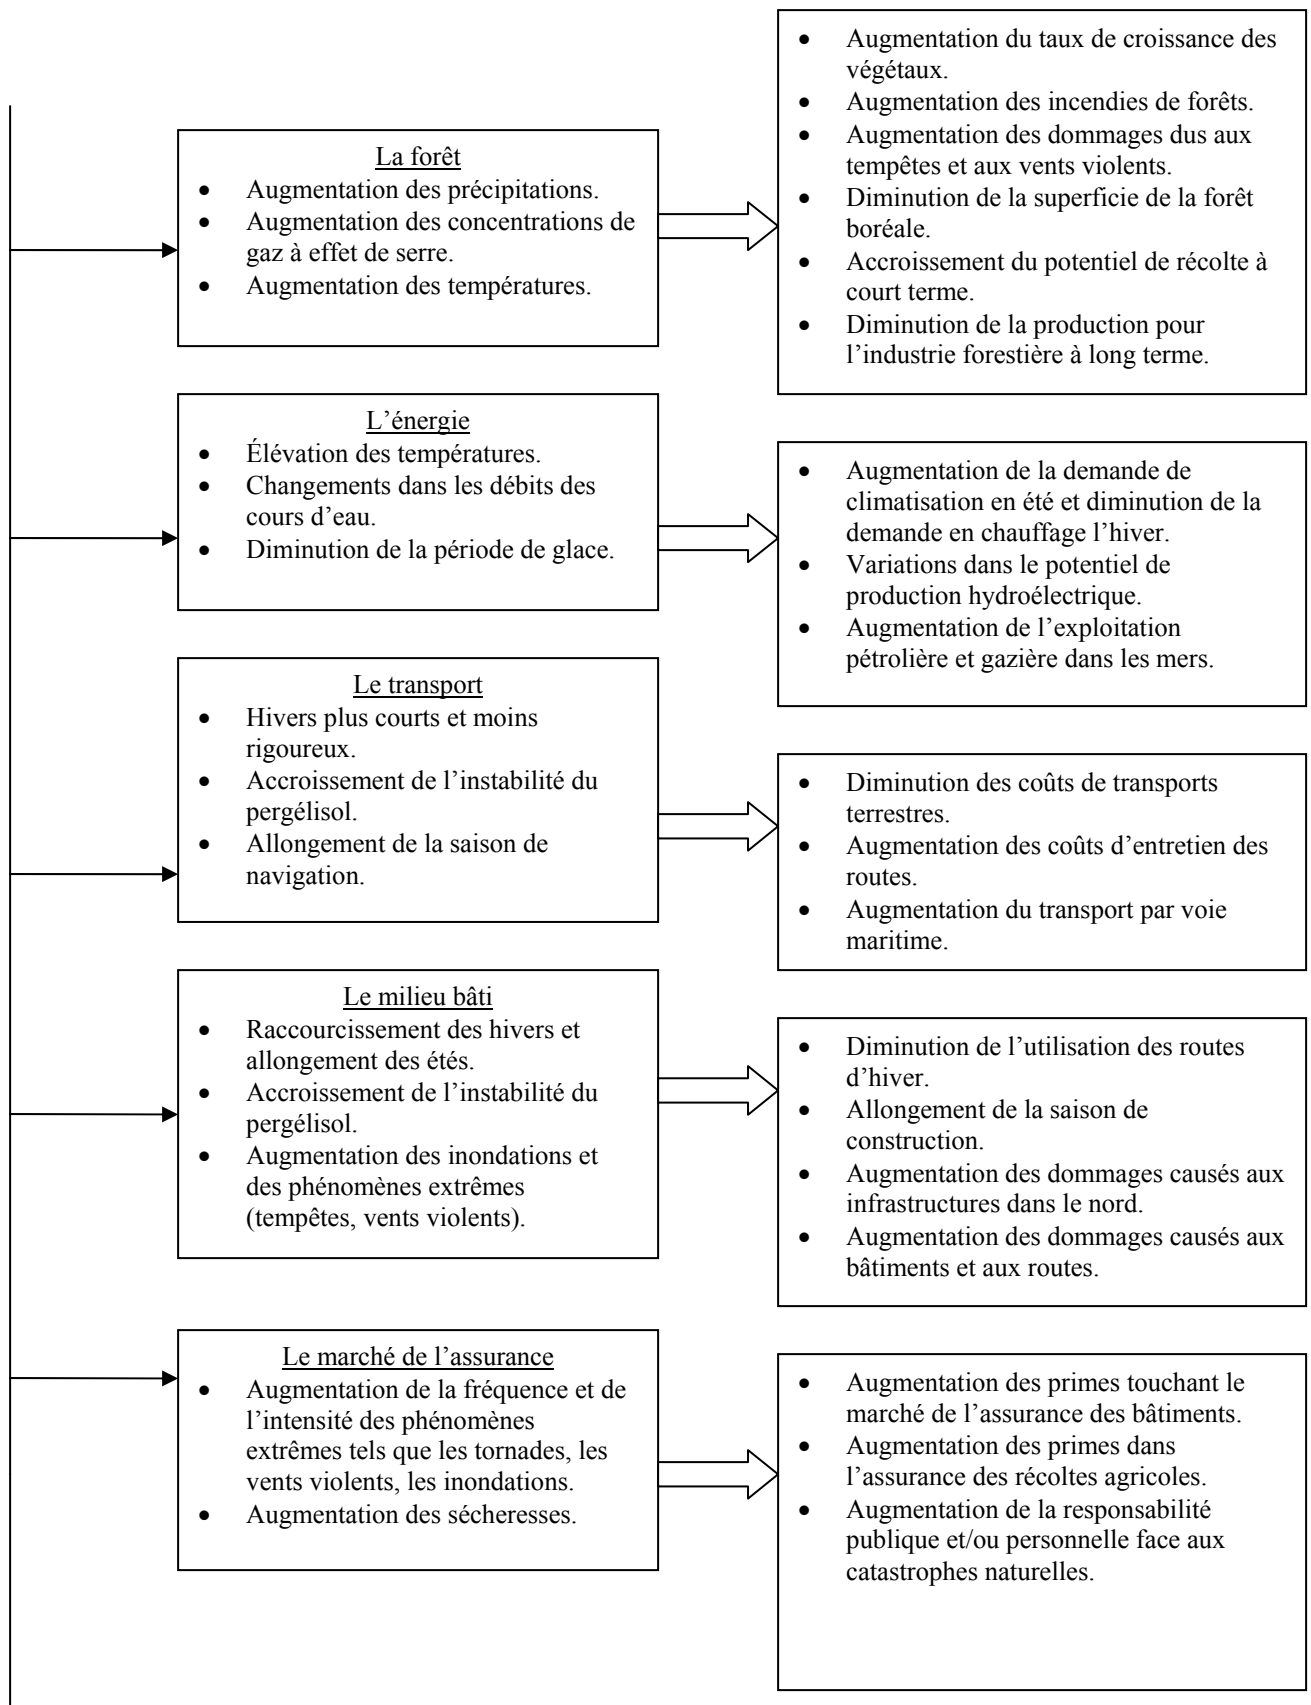 La forêt
• Augmentation des précipitations.
• Augmentation des concentrations de
gaz à effet de serre.
• Augmentation des températures.
• Augmentation du taux de croissance des
végétaux.
• Augmentation des incendies de forêts.
• Augmentation des dommages dus aux
tempêtes et aux vents violents.
• Diminution de la superficie de la forêt
boréale.
• Accroissement du potentiel de récolte à
court terme.
• Diminution de la production pour
l’industrie forestière à long terme.
L’énergie
• Élévation des températures.
• Changements dans les débits des
cours d’eau.
• Diminution de la période de glace.
• Augmentation de la demande de
climatisation en été et diminution de la
demande en chauffage l’hiver.
• Variations dans le potentiel de
production hydroélectrique.
• Augmentation de l’exploitation
pétrolière et gazière dans les mers.
Le transport
• Hivers plus courts et moins
rigoureux.
• Accroissement de l’instabilité du
pergélisol.
• Allongement de la saison de
navigation.
• Diminution des coûts de transports
terrestres.
• Augmentation des coûts d’entretien des
routes.
• Augmentation du transport par voie
maritime.
Le milieu bâti
• Raccourcissement des hivers et
allongement des étés.
• Accroissement de l’instabilité du
pergélisol.
• Augmentation des inondations et
des phénomènes extrêmes
(tempêtes, vents violents).
• Diminution de l’utilisation des routes
d’hiver.
• Allongement de la saison de
construction.
• Augmentation des dommages causés aux
infrastructures dans le nord.
• Augmentation des dommages causés aux
bâtiments et aux routes.
Le marché de l’assurance
• Augmentation de la fréquence et de
l’intensité des phénomènes
extrêmes tels que les tornades, les
vents violents, les inondations.
• Augmentation des sécheresses.
• Augmentation des primes touchant le
marché de l’assurance des bâtiments.
• Augmentation des primes dans
l’assurance des récoltes agricoles.
• Augmentation de la responsabilité
publique et/ou personnelle face aux
catastrophes naturelles.